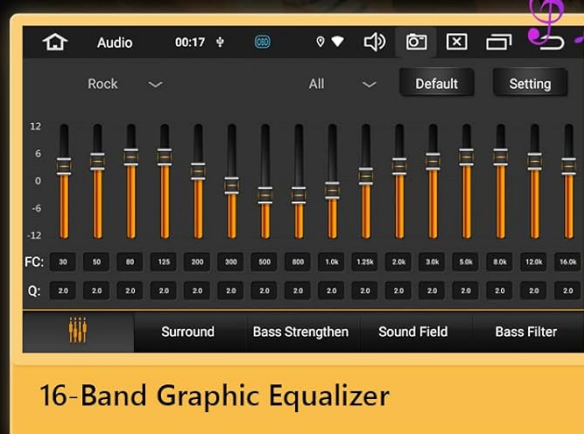 Audio 00:17 OBD
Rock All Default Setting
12
6
0
-6
-12
FC: 30 50 80 125 200 300 500 800 1.0k 1.25k 2.0k 3.0k 5.0k 8.0k 12.0k 16.0k
Q: 2.0 2.0 2.0 2.0 2.0 2.0 2.0 2.0 2.0 2.0 2.0 2.0 2.0 2.0 2.0 2.0
Surround Bass Strengthen Sound Field Bass Filter
16-Band Graphic Equalizer